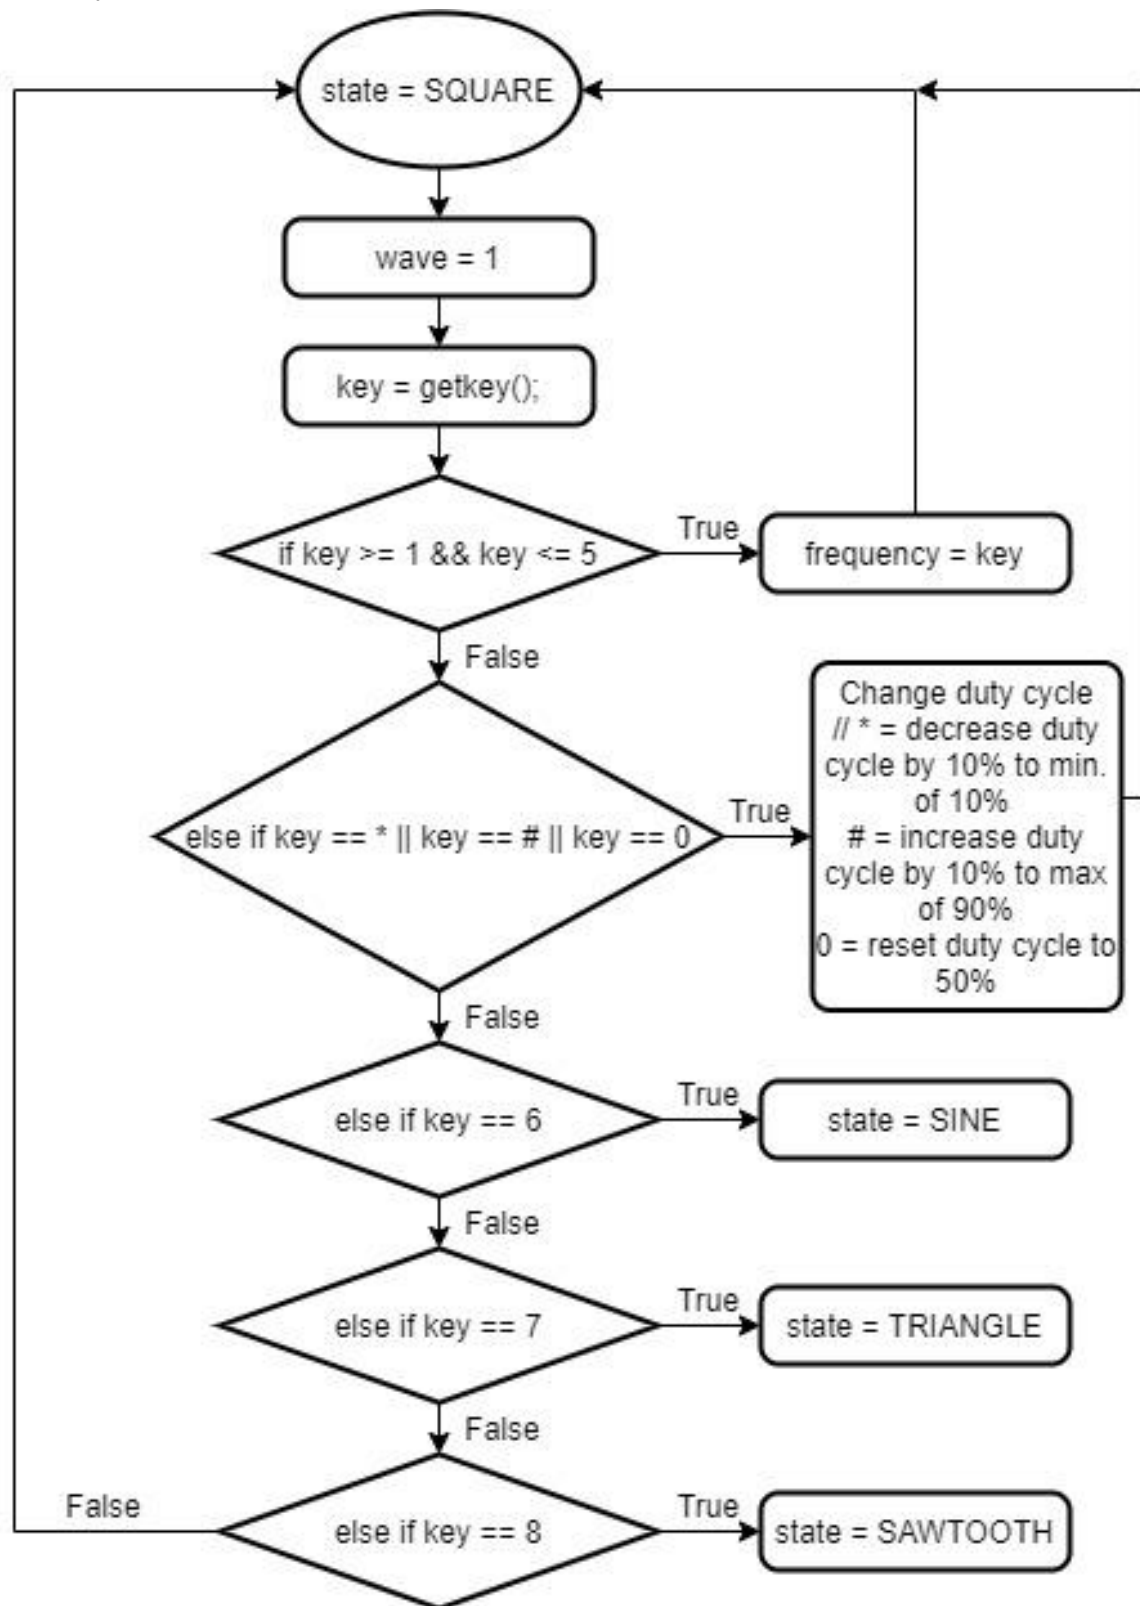 state = SQUARE
wave = 1
key = getkey();
if key >= 1 && key <= 5
True
frequency = key
False
else if key == * || key == # || key == 0
True
Change duty cycle
// * = decrease duty
cycle by 10% to min.
of 10%
# = increase duty
cycle by 10% to max
of 90%
0 = reset duty cycle to
50%
False
else if key == 6
True
state = SINE
False
else if key == 7
True
state = TRIANGLE
False
else if key == 8
True
state = SAWTOOTH
False